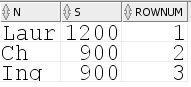 N S ROWNUM
Laur 1200 1
Ch 900 2
Ing 900 3